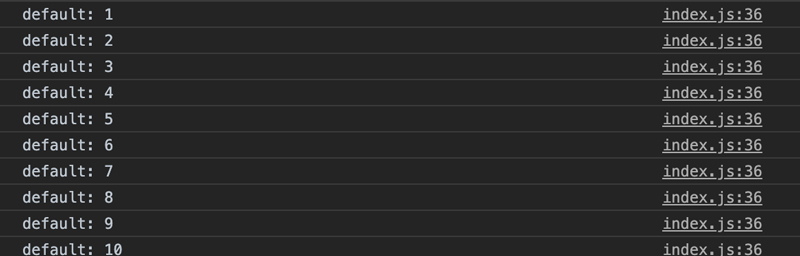 default: 1 index.js:36
default: 2 index.js:36
default: 3 index.js:36
default: 4 index.js:36
default: 5 index.js:36
default: 6 index.js:36
default: 7 index.js:36
default: 8 index.js:36
default: 9 index.js:36
default: 10 index.js:36